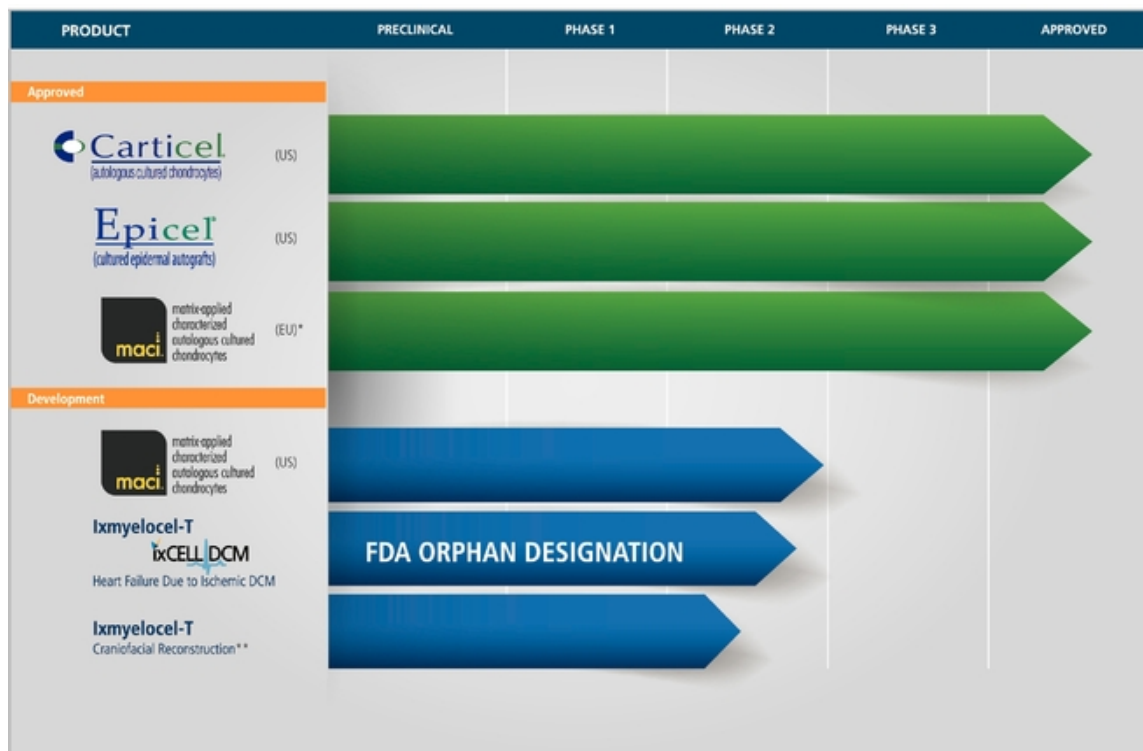 PRODUCT PRECLINICAL PHASE 1 PHASE 2 PHASE 3 APPROVED
Approved
Carticel
(autologous cultured chondrocytes)
(US)
Epicel®
(cultured epidermal autografts)
(US)
maci
matrix-applied
characterized
autologous cultured
chondrocytes
(EU)*
Development
maci
matrix-applied
characterized
autologous cultured
chondrocytes
(US)
Ixmyelocel-T
ixCELL DCM
Heart Failure Due to Ischemic DCM
FDA ORPHAN DESIGNATION
Ixmyelocel-T
Craniofacial Reconstruction**